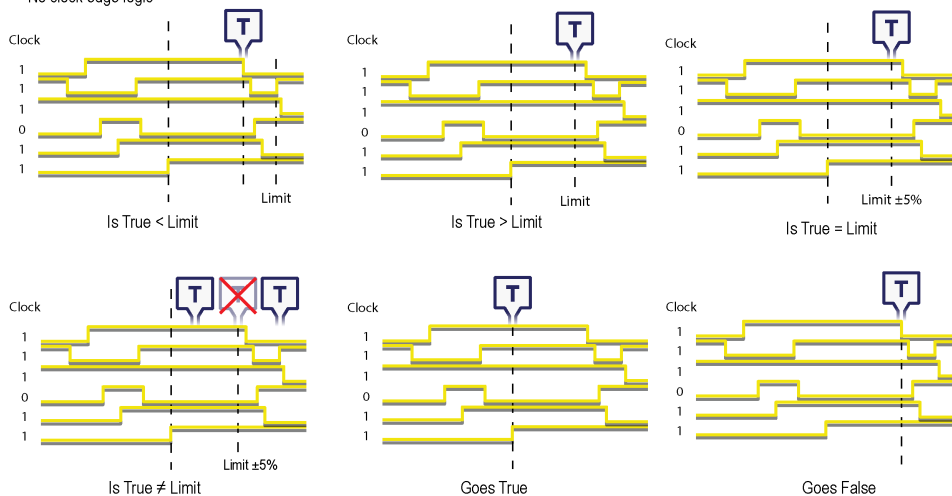 No clock edge logic
Clock
1
1
1
0
1
1
T
Limit
Is True < Limit
Clock
1
1
1
0
1
1
T
Limit
Is True > Limit
Clock
1
1
1
0
1
1
T
Limit ±5%
Is True = Limit
Clock
1
1
1
0
1
1
T
T
T
Limit ±5%
Is True ≠ Limit
Clock
1
1
1
0
1
1
T
Goes True
Clock
1
1
1
0
1
1
T
Goes False